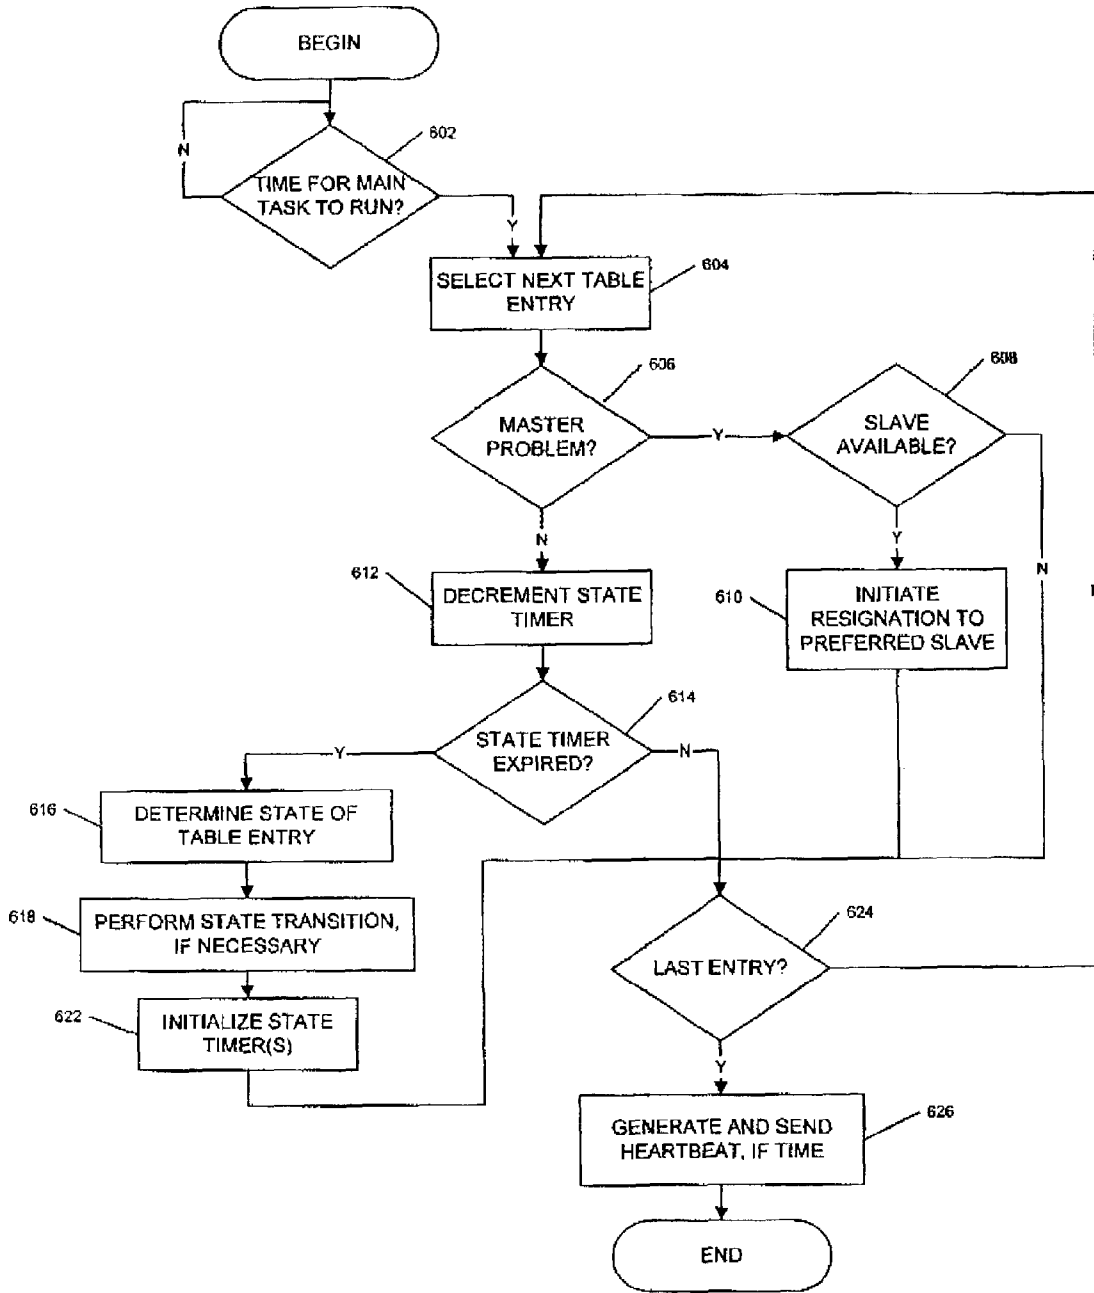 BEGIN
602
N
TIME FOR MAIN
TASK TO RUN?
Y
604
SELECT NEXT TABLE
ENTRY
606
608
MASTER
PROBLEM?
Y
SLAVE
AVAILABLE?
N
Y
N
612
DECREMENT STATE
TIMER
610
INITIATE
RESIGNATION TO
PREFERRED SLAVE
614
STATE TIMER
EXPIRED?
Y
N
616
DETERMINE STATE OF
TABLE ENTRY
618
PERFORM STATE TRANSITION,
IF NECESSARY
624
LAST ENTRY?
622
INITIALIZE STATE
TIMER(S)
Y
626
GENERATE AND SEND
HEARTBEAT, IF TIME
END